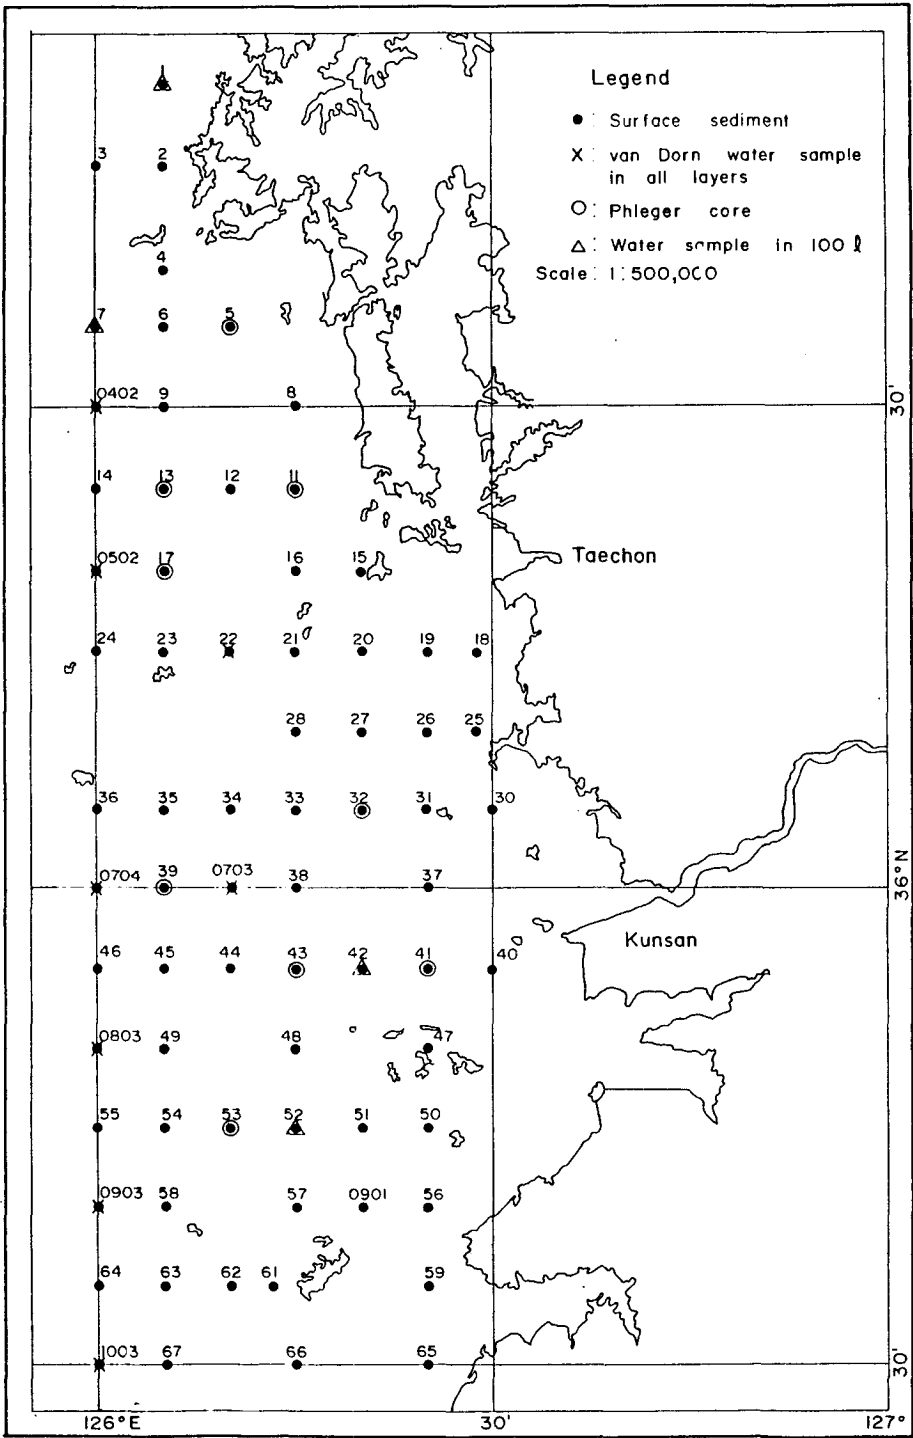 Legend
● : Surface sediment
X : van Dorn water sample
in all layers
○ : Phleger core
△ : Water sample in 100 ℓ
Scale : 1:500,000
1
3 2
4
7 6 5
0402 9 8
30'
14 13 12 11
0502 17 16 15
Taechon
24 23 22 21 20 19 18
28 27 26 25
36 35 34 33 32 31 30
0704 39 0703 38 37
36°N
Kunsan
46 45 44 43 42 41 40
0803 49 48 47
55 54 53 52 51 50
0903 58 57 0901 56
64 63 62 61 59
1003 67 66 65
30'
126°E 30' 127°